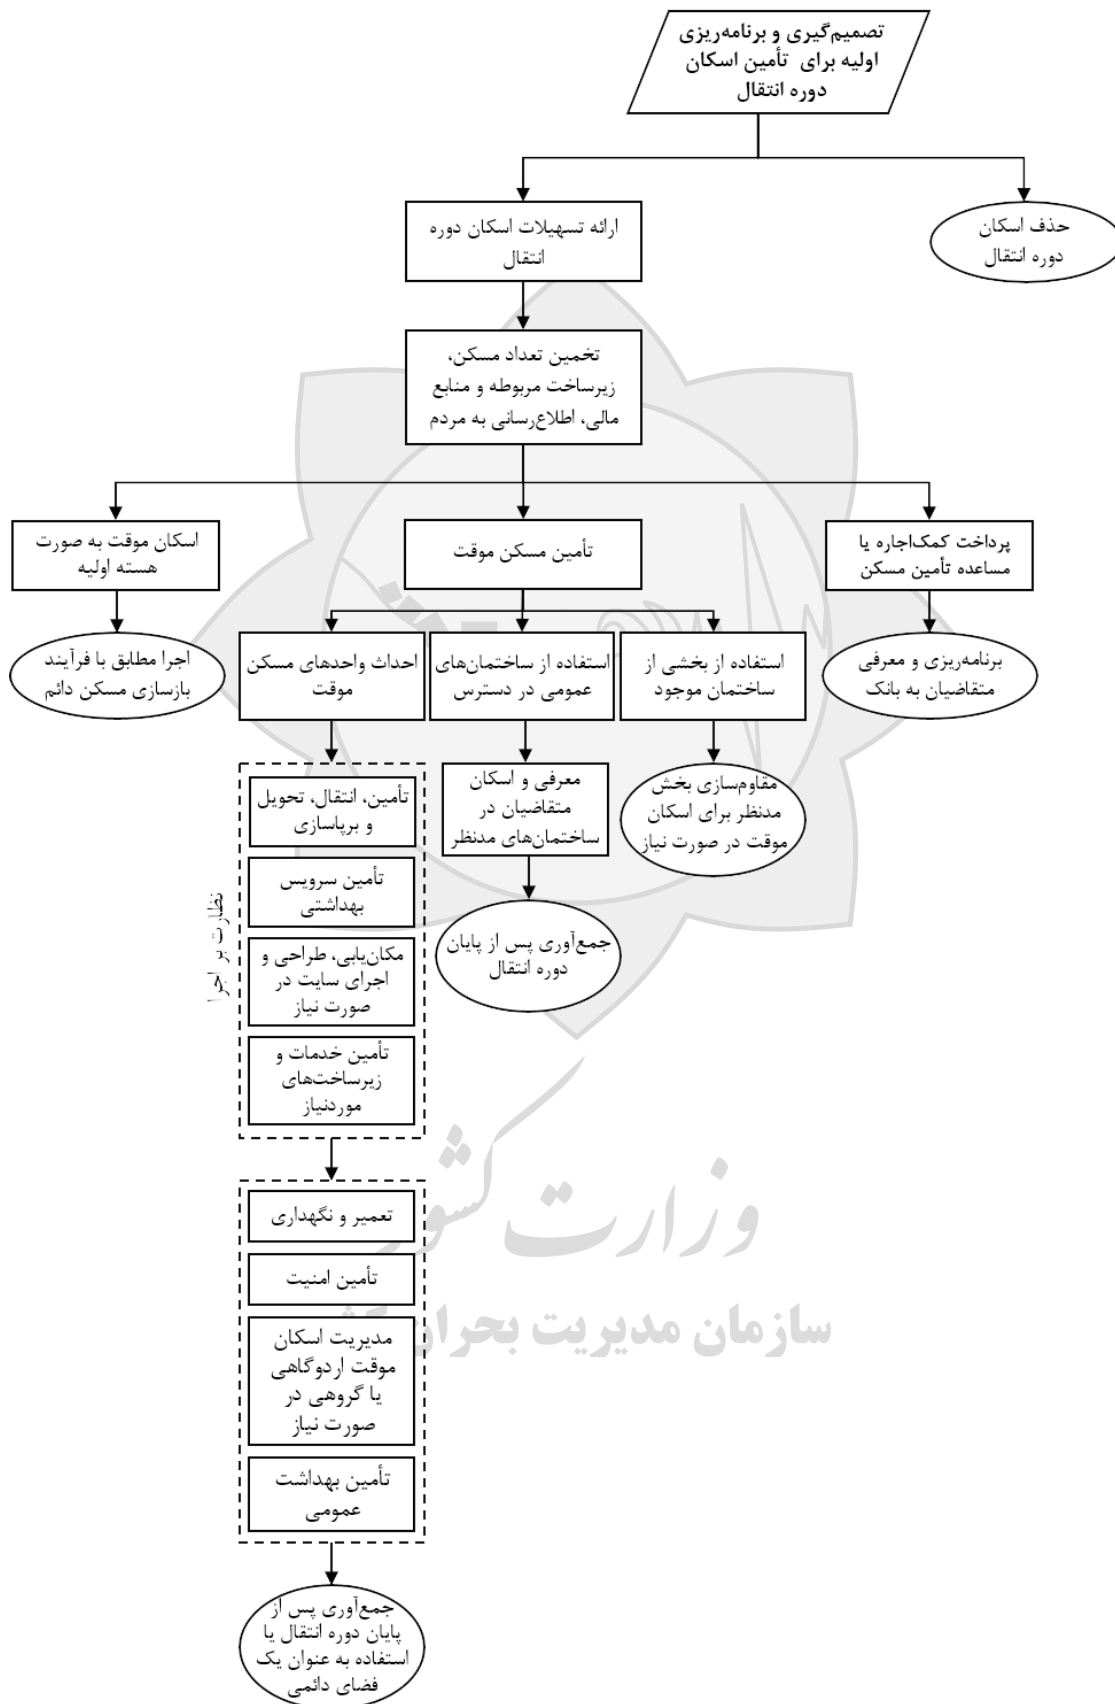 تصمیم‌گیری و برنامه‌ریزی
اولیه برای تأمین اسکان
دوره انتقال
حذف اسکان
دوره انتقال
ارائه تسهیلات اسکان دوره
انتقال
تخمین تعداد مسکن،
زیرساخت مربوطه و منابع
مالی، اطلاع‌رسانی به مردم
پرداخت کمک‌اجاره یا
مساعده تأمین مسکن
تأمین مسکن موقت
اسکان موقت به صورت
هسته اولیه
برنامه‌ریزی و معرفی
متقاضیان به بانک
استفاده از بخشی از
ساختمان موجود
استفاده از ساختمان‌های
عمومی در دسترس
احداث واحدهای مسکن
موقت
اجرا مطابق با فرآیند
بازسازی مسکن دائم
مقاوم‌سازی بخش
مدنظر برای اسکان
موقت در صورت نیاز
معرفی و اسکان
متقاضیان در
ساختمان‌های مدنظر
جمع‌آوری پس از پایان
دوره انتقال
تأمین، انتقال، تحویل
و برپاسازی
تأمین سرویس
بهداشتی
مکان‌یابی، طراحی و
اجرای سایت در
صورت نیاز
تأمین خدمات و
زیرساخت‌های
موردنیاز
نظارت بر اجرا
تعمیر و نگهداری
تأمین امنیت
مدیریت اسکان
موقت اردوگاهی
یا گروهی در
صورت نیاز
تأمین بهداشت
عمومی
جمع‌آوری پس از
پایان دوره انتقال یا
استفاده به عنوان یک
فضای دائمی
وزارت کشور
سازمان مدیریت بحران